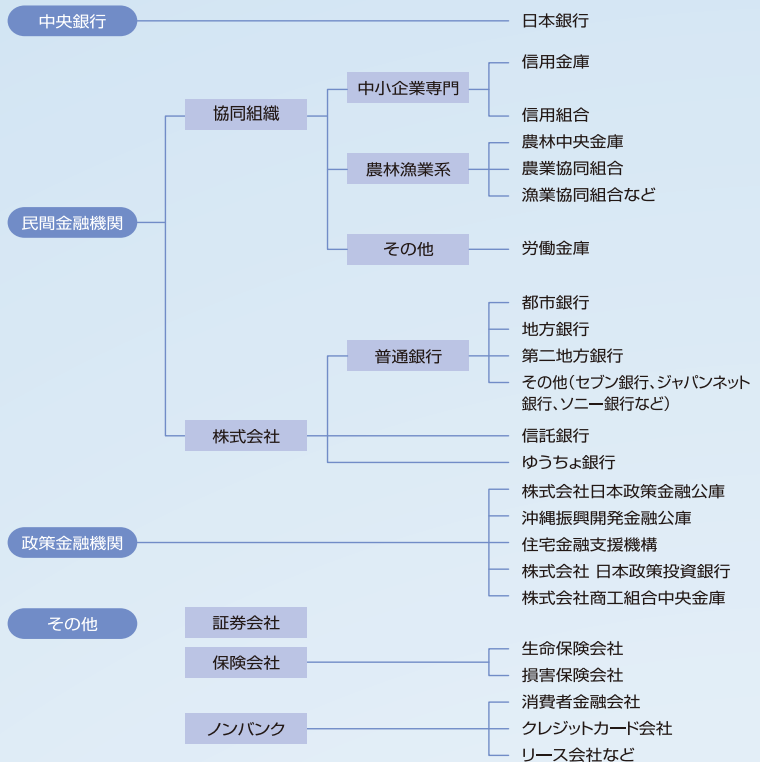 中央銀行
日本銀行
民間金融機関
協同組織
中小企業専門
信用金庫
信用組合
農林漁業系
農林中央金庫
農業協同組合
漁業協同組合など
その他
労働金庫
株式会社
普通銀行
都市銀行
地方銀行
第二地方銀行
その他(セブン銀行、ジャパンネット
銀行、ソニー銀行など)
信託銀行
ゆうちょ銀行
政策金融機関
株式会社日本政策金融公庫
沖縄振興開発金融公庫
住宅金融支援機構
株式会社 日本政策投資銀行
株式会社商工組合中央金庫
その他
証券会社
保険会社
生命保険会社
損害保険会社
ノンバンク
消費者金融会社
クレジットカード会社
リース会社など